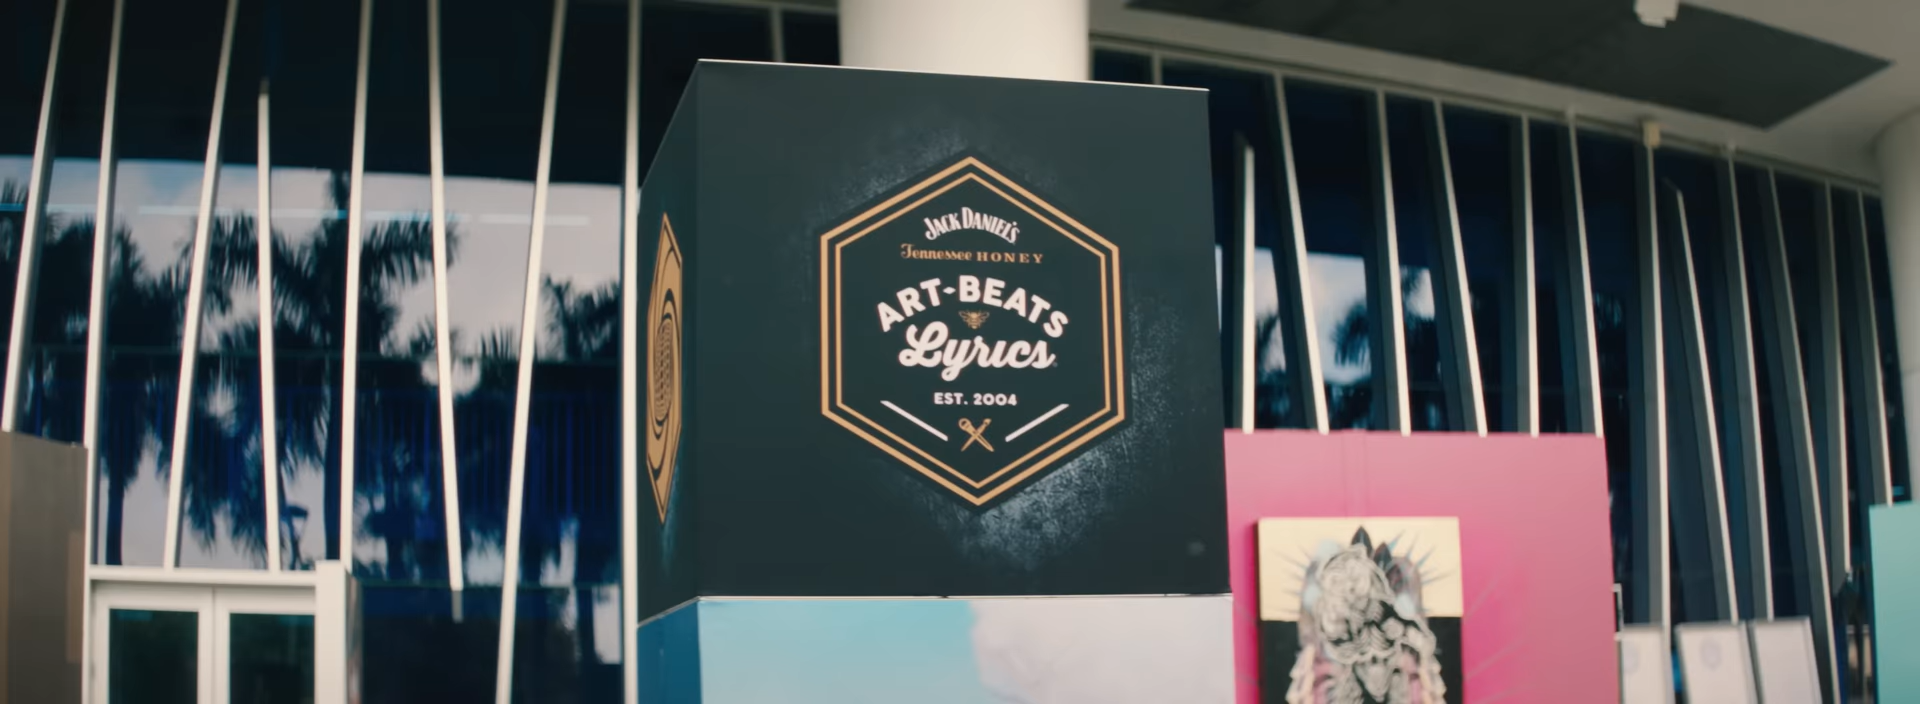 JACK DANIEL'S
Tennessee HONEY
ART-BEATS
Lyrics
EST. 2004